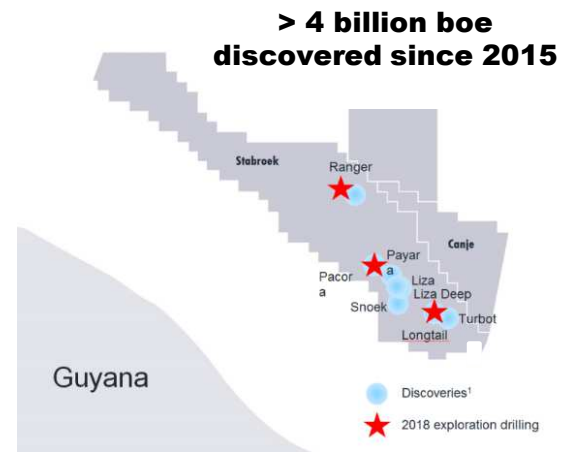 > 4 billion boe
discovered since 2015
Stabroek
Ranger
Canje
Payar
a
Pacor
a
Liza
Liza Deep
Snoek
Turbot
Longtail
Guyana
Discoveries¹
2018 exploration drilling